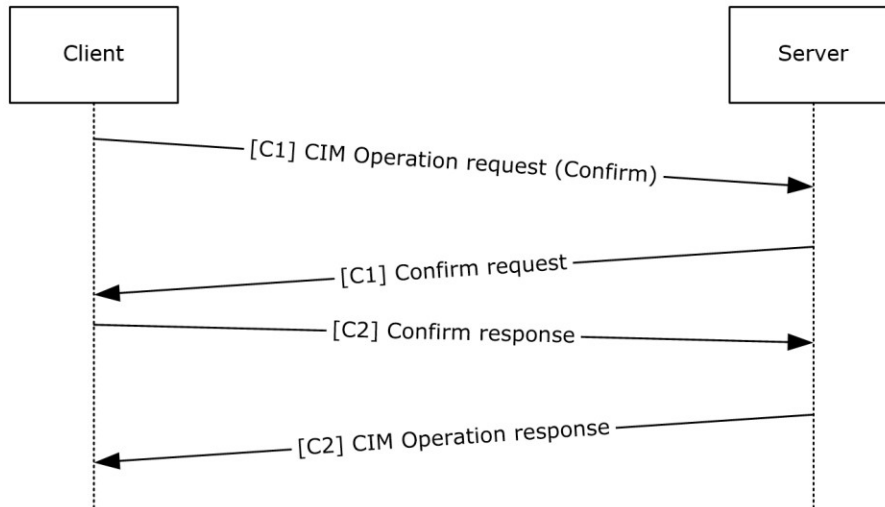 Client
Server
[C1] CIM Operation request (Confirm)
[C1] Confirm request
[C2] Confirm response
[C2] CIM Operation response